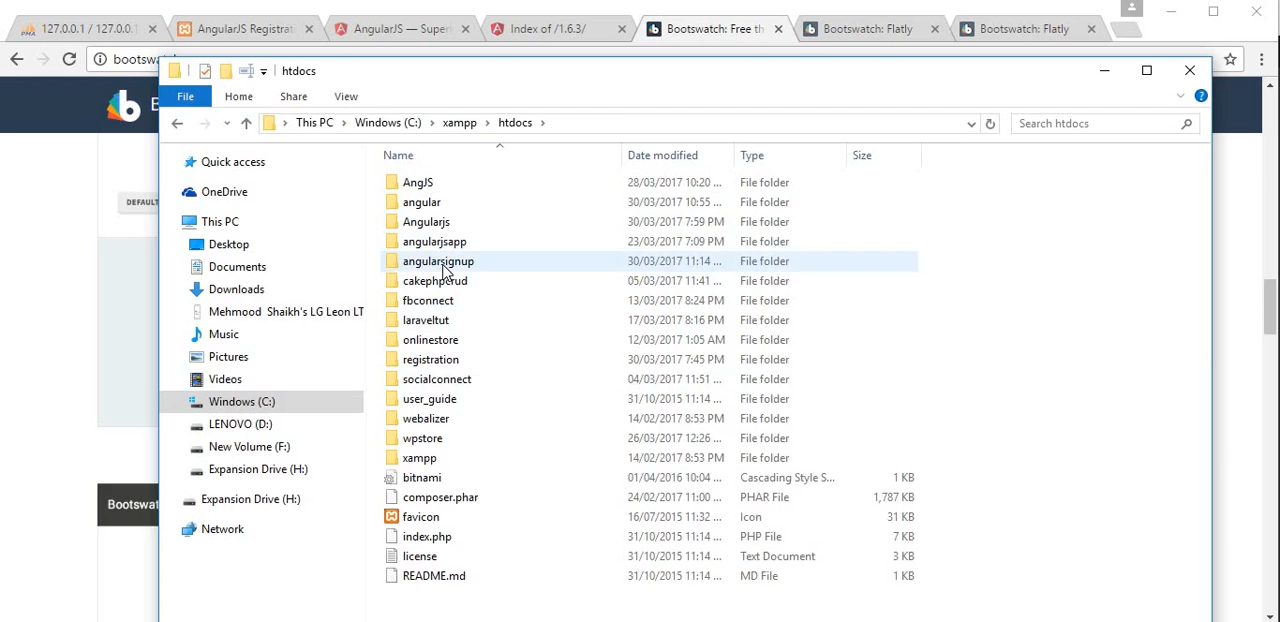 127.0.0.1 / 127.0.0.1
AngularJS Registrat
AngularJS — Super
Index of /1.6.3/
Bootswatch: Free th
Bootswatch: Flatly
Bootswatch: Flatly
bootswat
htdocs
File Home Share View
This PC Windows (C:) xampp htdocs
Search htdocs
Name Date modified Type Size
Quick access
OneDrive
This PC
Desktop
Documents
Downloads
Mehmood Shaikh's LG Leon LT
Music
Pictures
Videos
Windows (C:)
LENOVO (D:)
New Volume (F:)
Expansion Drive (H:)
Expansion Drive (H:)
Network
AngJS 28/03/2017 10:20 ... File folder
angular 30/03/2017 10:55 ... File folder
Angularjs 30/03/2017 7:59 PM File folder
angularjsapp 23/03/2017 7:09 PM File folder
angularsignup 30/03/2017 11:14 ... File folder
cakephpcrud 05/03/2017 11:41 ... File folder
fbconnect 13/03/2017 8:24 PM File folder
laraveltut 17/03/2017 8:16 PM File folder
onlinestore 12/03/2017 1:05 AM File folder
registration 30/03/2017 7:45 PM File folder
socialconnect 04/03/2017 11:51 ... File folder
user_guide 31/10/2015 11:14 ... File folder
webalizer 14/02/2017 8:53 PM File folder
wpstore 26/03/2017 12:26 ... File folder
xampp 14/02/2017 8:53 PM File folder
bitnami 01/04/2016 10:04 ... Cascading Style S... 1 KB
composer.phar 24/02/2017 11:00 ... PHAR File 1,787 KB
favicon 16/07/2015 11:32 ... Icon 31 KB
index.php 31/10/2015 11:14 ... PHP File 7 KB
license 31/10/2015 11:14 ... Text Document 3 KB
README.md 31/10/2015 11:14 ... MD File 1 KB
DEFAULT
Bootswat